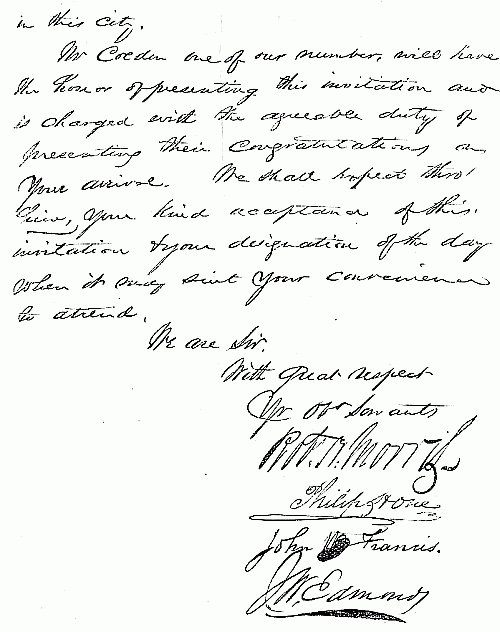 in this city.
Mr Colden one of our number, will have
the honor of presenting this invitation and
is charged with the agreeable duty of
presenting their congratulations on
your arrival. We shall expect thro'
him, your kind acceptance of this
invitation & your designation of the day
when it may suit your convenience
to attend.
We are Sir.
With great respect
Yr Obt Servants
Robt. H. Morris
Philip Hone
John Francis.
J. W. Edmonds